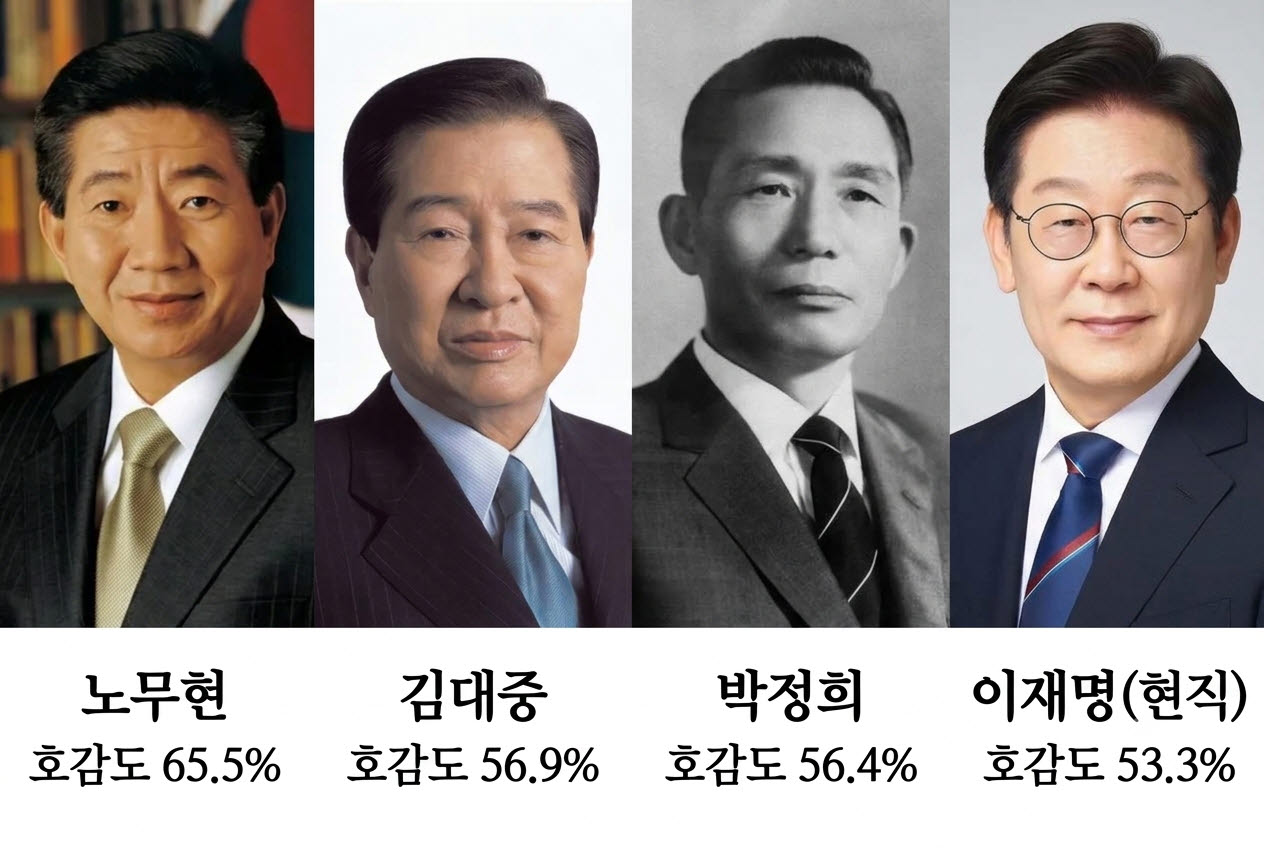 노무현
호감도 65.5%
김대중
호감도 56.9%
박정희
호감도 56.4%
이재명(현직)
호감도 53.3%